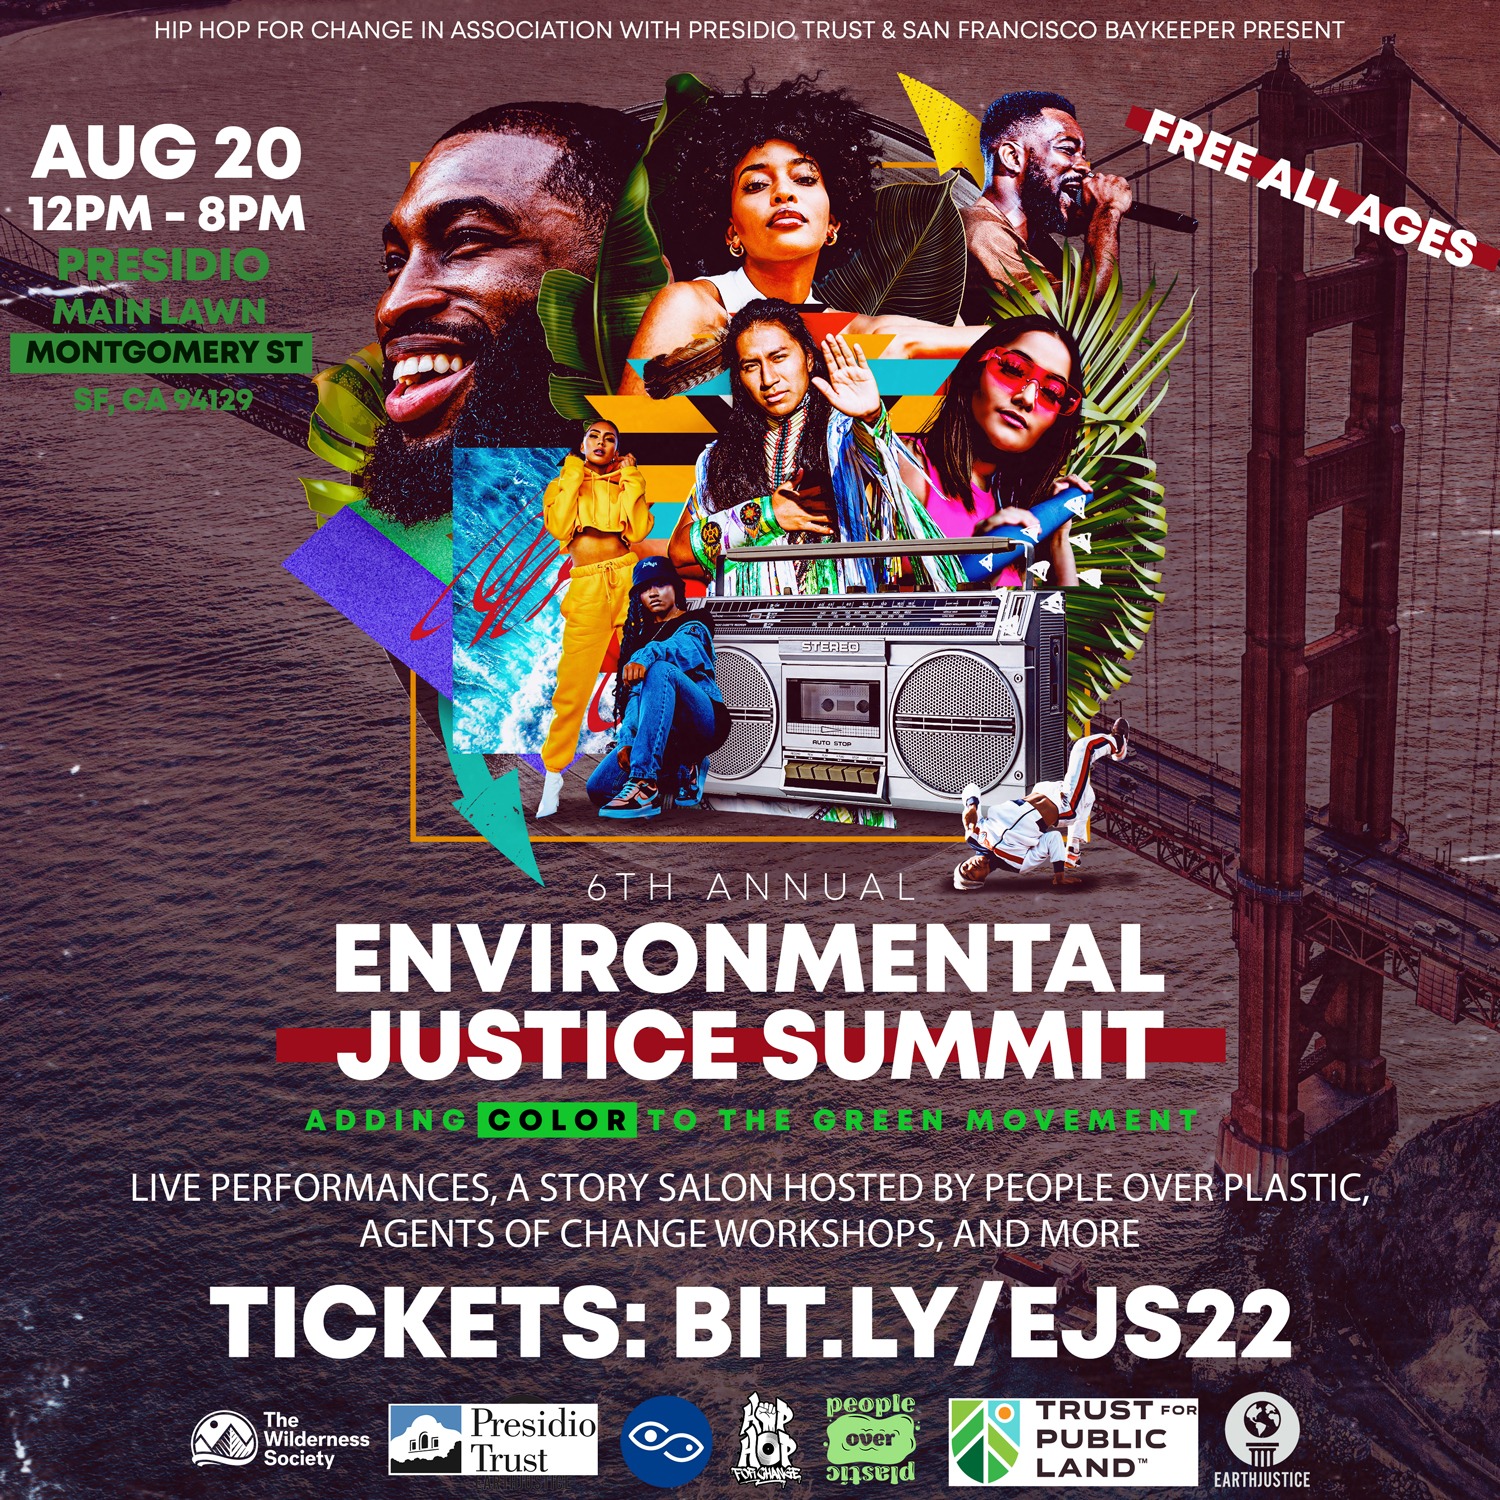 HIP HOP FOR CHANGE IN ASSOCIATION WITH PRESIDIO TRUST & SAN FRANCISCO BAYKEEPER PRESENT
AUG 20
12PM - 8PM
PRESIDIO
MAIN LAWN
MONTGOMERY ST
SF, CA 94129
FREE ALL AGES
STEREO
AUTO STOP
6TH ANNUAL
ENVIRONMENTAL
JUSTICE SUMMIT
ADDING COLOR TO THE GREEN MOVEMENT
LIVE PERFORMANCES, A STORY SALON HOSTED BY PEOPLE OVER PLASTIC,
AGENTS OF CHANGE WORKSHOPS, AND MORE
TICKETS: BIT.LY/EJS22
The
Wilderness
Society
Presidio
Trust
HIP
HOP
FOR CHANGE
people
over
plastic
TRUST FOR
PUBLIC
LAND™
EARTHJUSTICE